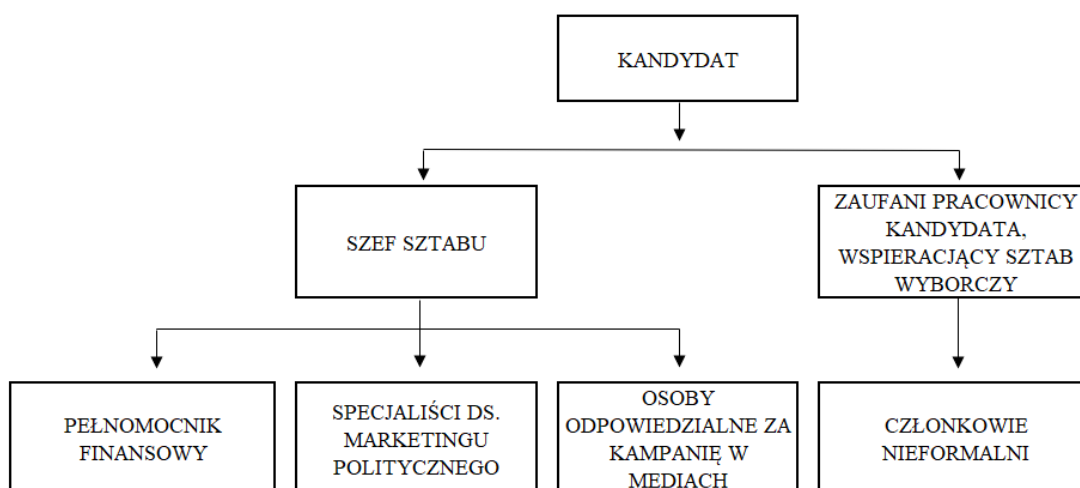 KANDYDAT
SZEF SZTABU
ZAUFANI PRACOWNICY
KANDYDATA,
WSPIERACJĄCY SZTAB
WYBORCZY
PEŁNOMOCNIK
FINANSOWY
SPECJALIŚCI DS.
MARKETINGU
POLITYCZNEGO
OSOBY
ODPOWIEDZIALNE ZA
KAMPANIĘ W
MEDIACH
CZŁONKOWIE
NIEFORMALNI